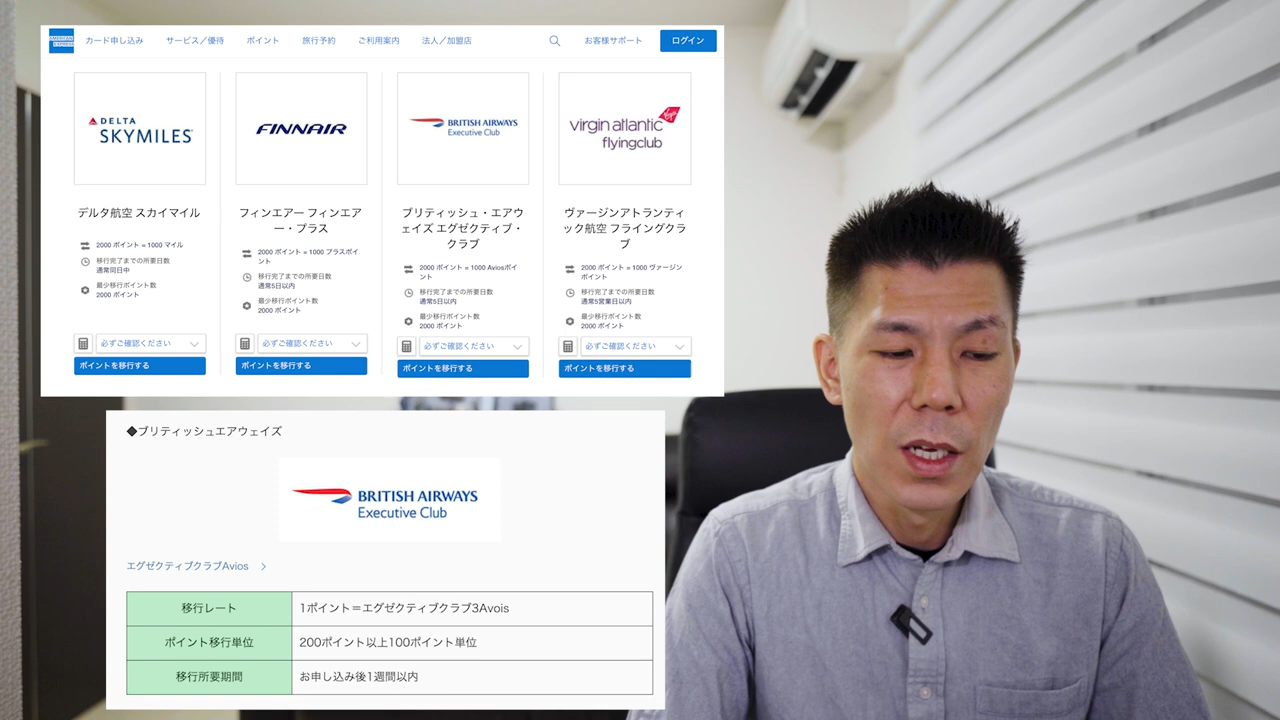 AMERICAN EXPRESS
カード申し込み サービス／優待 ポイント 旅行予約 ご利用案内 法人／加盟店 お客様サポート ログイン
DELTA
SKYMILES
デルタ航空 スカイマイル
2000 ポイント = 1000 マイル
移行完了までの所要日数
通常同日中
最少移行ポイント数
2000 ポイント
必ずご確認ください
ポイントを移行する
FINNAIR
フィンエアー フィンエア
ー・プラス
2000 ポイント = 1000 プラスポイ
ント
移行完了までの所要日数
通常5日以内
最少移行ポイント数
2000 ポイント
必ずご確認ください
ポイントを移行する
BRITISH AIRWAYS
Executive Club
ブリティッシュ・エアウ
ェイズ エグゼクティブ・
クラブ
2000 ポイント = 1000 Aviosポイ
ント
移行完了までの所要日数
通常5日以内
最少移行ポイント数
2000 ポイント
必ずご確認ください
ポイントを移行する
virgin atlantic
flyingclub
ヴァージンアトランティ
ック航空 フライングクラ
ブ
2000 ポイント = 1000 ヴァージン
ポイント
移行完了までの所要日数
通常5営業日以内
最少移行ポイント数
2000 ポイント
必ずご確認ください
ポイントを移行する
◆ブリティッシュエアウェイズ
BRITISH AIRWAYS
Executive Club
エグゼクティブクラブAvios >
移行レート 1ポイント＝エグゼクティブクラブ3Avois
ポイント移行単位 200ポイント以上100ポイント単位
移行所要期間 お申し込み後1週間以内